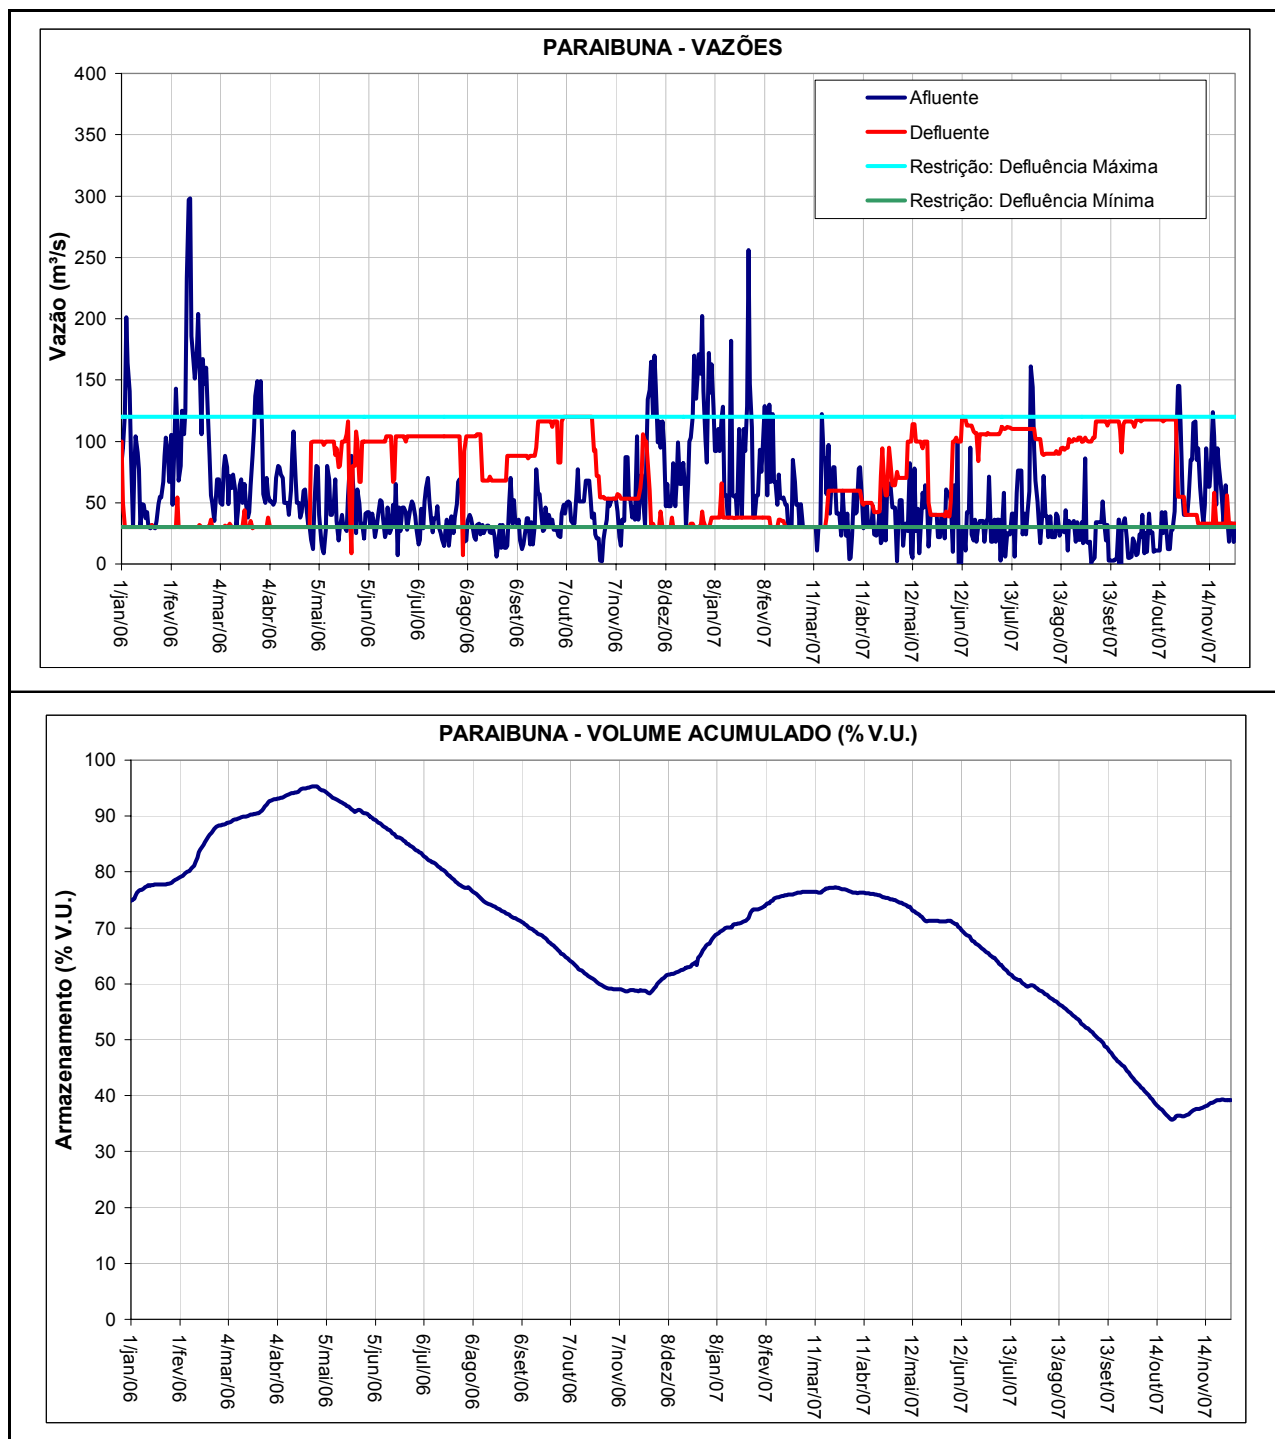 PARAIBUNA - VAZÕES
Vazão (m³/s)
400
350
300
250
200
150
100
50
0
Afluente
Defluente
Restrição: Defluência Máxima
Restrição: Defluência Mínima
1/jan/06
1/fev/06
4/mar/06
4/abr/06
5/mai/06
5/jun/06
6/jul/06
6/ago/06
6/set/06
7/out/06
7/nov/06
8/dez/06
8/jan/07
8/fev/07
11/mar/07
11/abr/07
12/mai/07
12/jun/07
13/jul/07
13/ago/07
13/set/07
14/out/07
14/nov/07
PARAIBUNA - VOLUME ACUMULADO (% V.U.)
Armazenamento (% V.U.)
100
90
80
70
60
50
40
30
20
10
0
1/jan/06
1/fev/06
4/mar/06
4/abr/06
5/mai/06
5/jun/06
6/jul/06
6/ago/06
6/set/06
7/out/06
7/nov/06
8/dez/06
8/jan/07
8/fev/07
11/mar/07
11/abr/07
12/mai/07
12/jun/07
13/jul/07
13/ago/07
13/set/07
14/out/07
14/nov/07